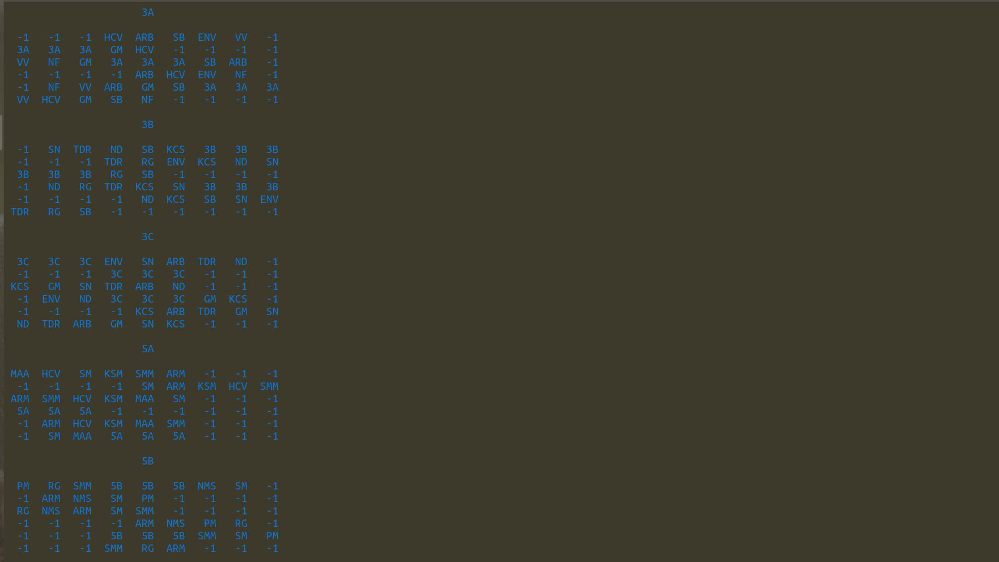 3A
-1 -1 -1 HCV ARB SB ENV VV -1
3A 3A 3A GM HCV -1 -1 -1 -1
VV NF GM 3A 3A 3A SB ARB -1
-1 -1 -1 -1 ARB HCV ENV NF -1
-1 NF VV ARB GM SB 3A 3A 3A
VV HCV GM SB NF -1 -1 -1 -1
3B
-1 SN TDR ND SB KCS 3B 3B 3B
-1 -1 -1 TDR RG ENV KCS ND SN
3B 3B 3B RG SB -1 -1 -1 -1
-1 ND RG TDR KCS SN 3B 3B 3B
-1 -1 -1 -1 ND KCS SB SN ENV
TDR RG SB -1 -1 -1 -1 -1 -1
3C
3C 3C 3C ENV SN ARB TDR ND -1
-1 -1 -1 3C 3C 3C -1 -1 -1
KCS GM SN TDR ARB ND -1 -1 -1
-1 ENV ND 3C 3C 3C GM KCS -1
-1 -1 -1 -1 KCS ARB TDR GM SN
ND TDR ARB GM SN KCS -1 -1 -1
5A
MAA HCV SM KSM SMM ARM -1 -1 -1
-1 -1 -1 -1 SM ARM KSM HCV SMM
ARM SMM HCV KSM MAA SM -1 -1 -1
5A 5A 5A -1 -1 -1 -1 -1 -1
-1 ARM HCV KSM MAA SMM -1 -1 -1
-1 SM MAA 5A 5A 5A -1 -1 -1
5B
PM RG SMM 5B 5B 5B NMS SM -1
-1 ARM NMS SM PM -1 -1 -1 -1
RG NMS ARM SM SMM -1 -1 -1 -1
-1 -1 -1 -1 ARM NMS PM RG -1
-1 -1 -1 5B 5B 5B SMM SM PM
-1 -1 -1 SMM RG ARM -1 -1 -1